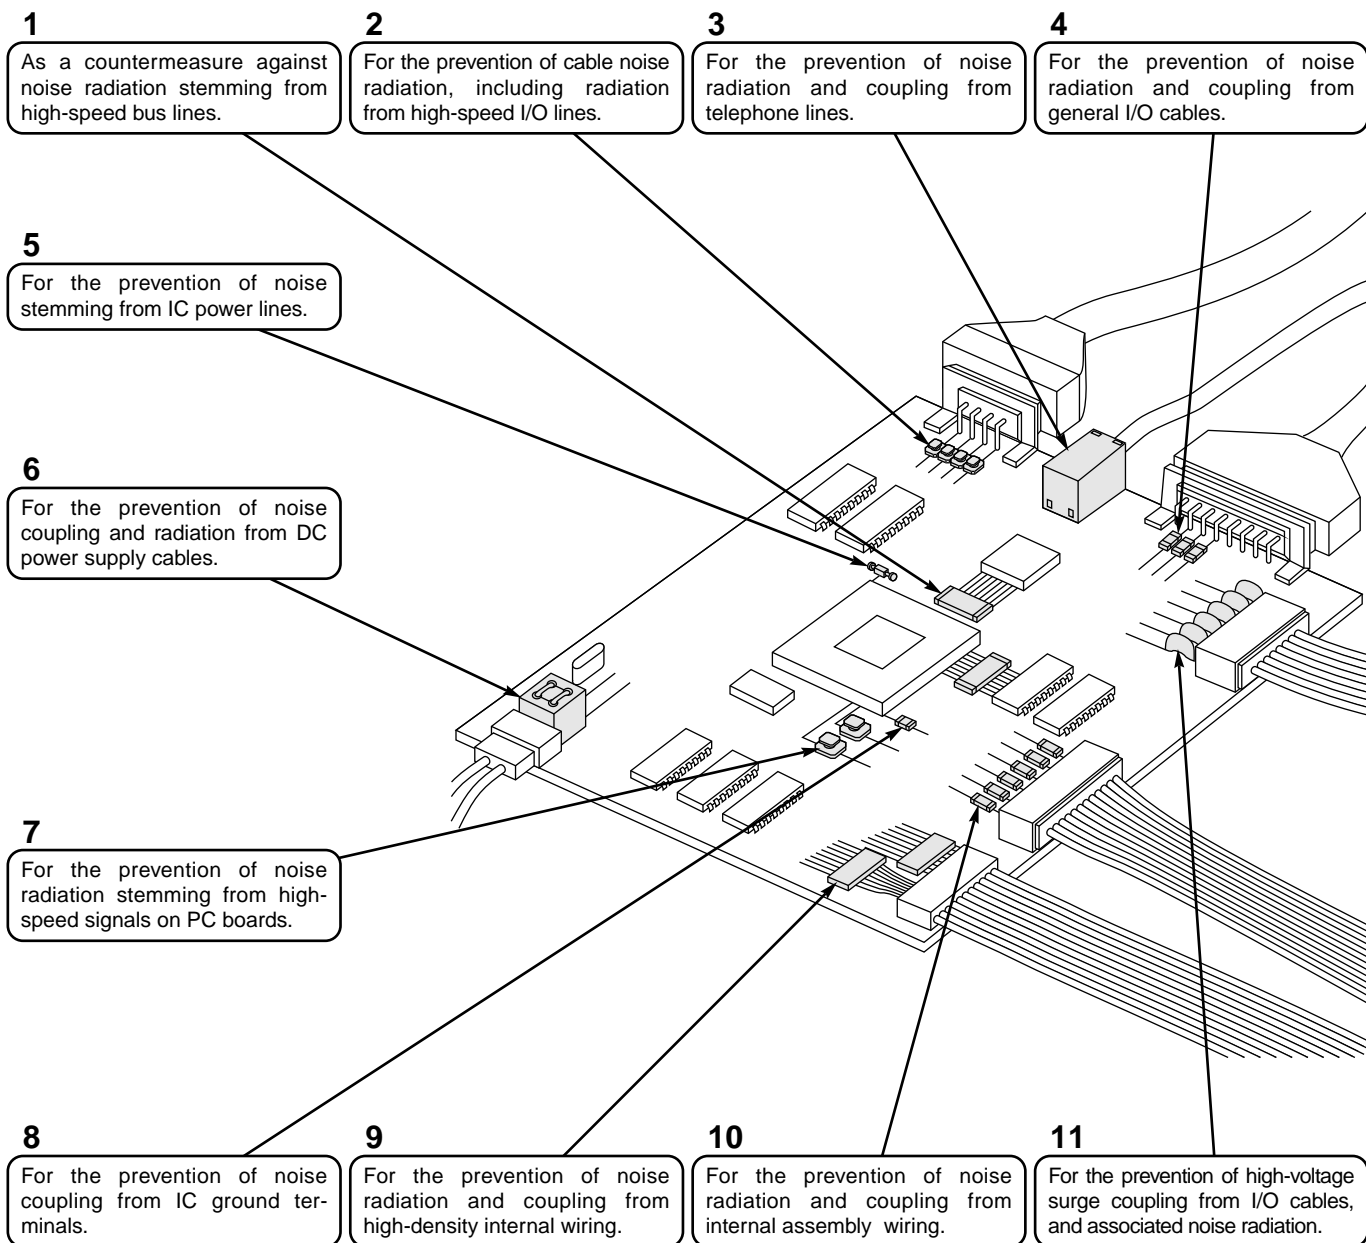 1
As a countermeasure against
noise radiation stemming from
high-speed bus lines.
2
For the prevention of cable noise
radiation, including radiation
from high-speed I/O lines.
3
For the prevention of noise
radiation and coupling from
telephone lines.
4
For the prevention of noise
radiation and coupling from
general I/O cables.
5
For the prevention of noise
stemming from IC power lines.
6
For the prevention of noise
coupling and radiation from DC
power supply cables.
7
For the prevention of noise
radiation stemming from high-
speed signals on PC boards.
8
For the prevention of noise
coupling from IC ground ter-
minals.
9
For the prevention of noise
radiation and coupling from
high-density internal wiring.
10
For the prevention of noise
radiation and coupling from
internal assembly wiring.
11
For the prevention of high-voltage
surge coupling from I/O cables,
and associated noise radiation.